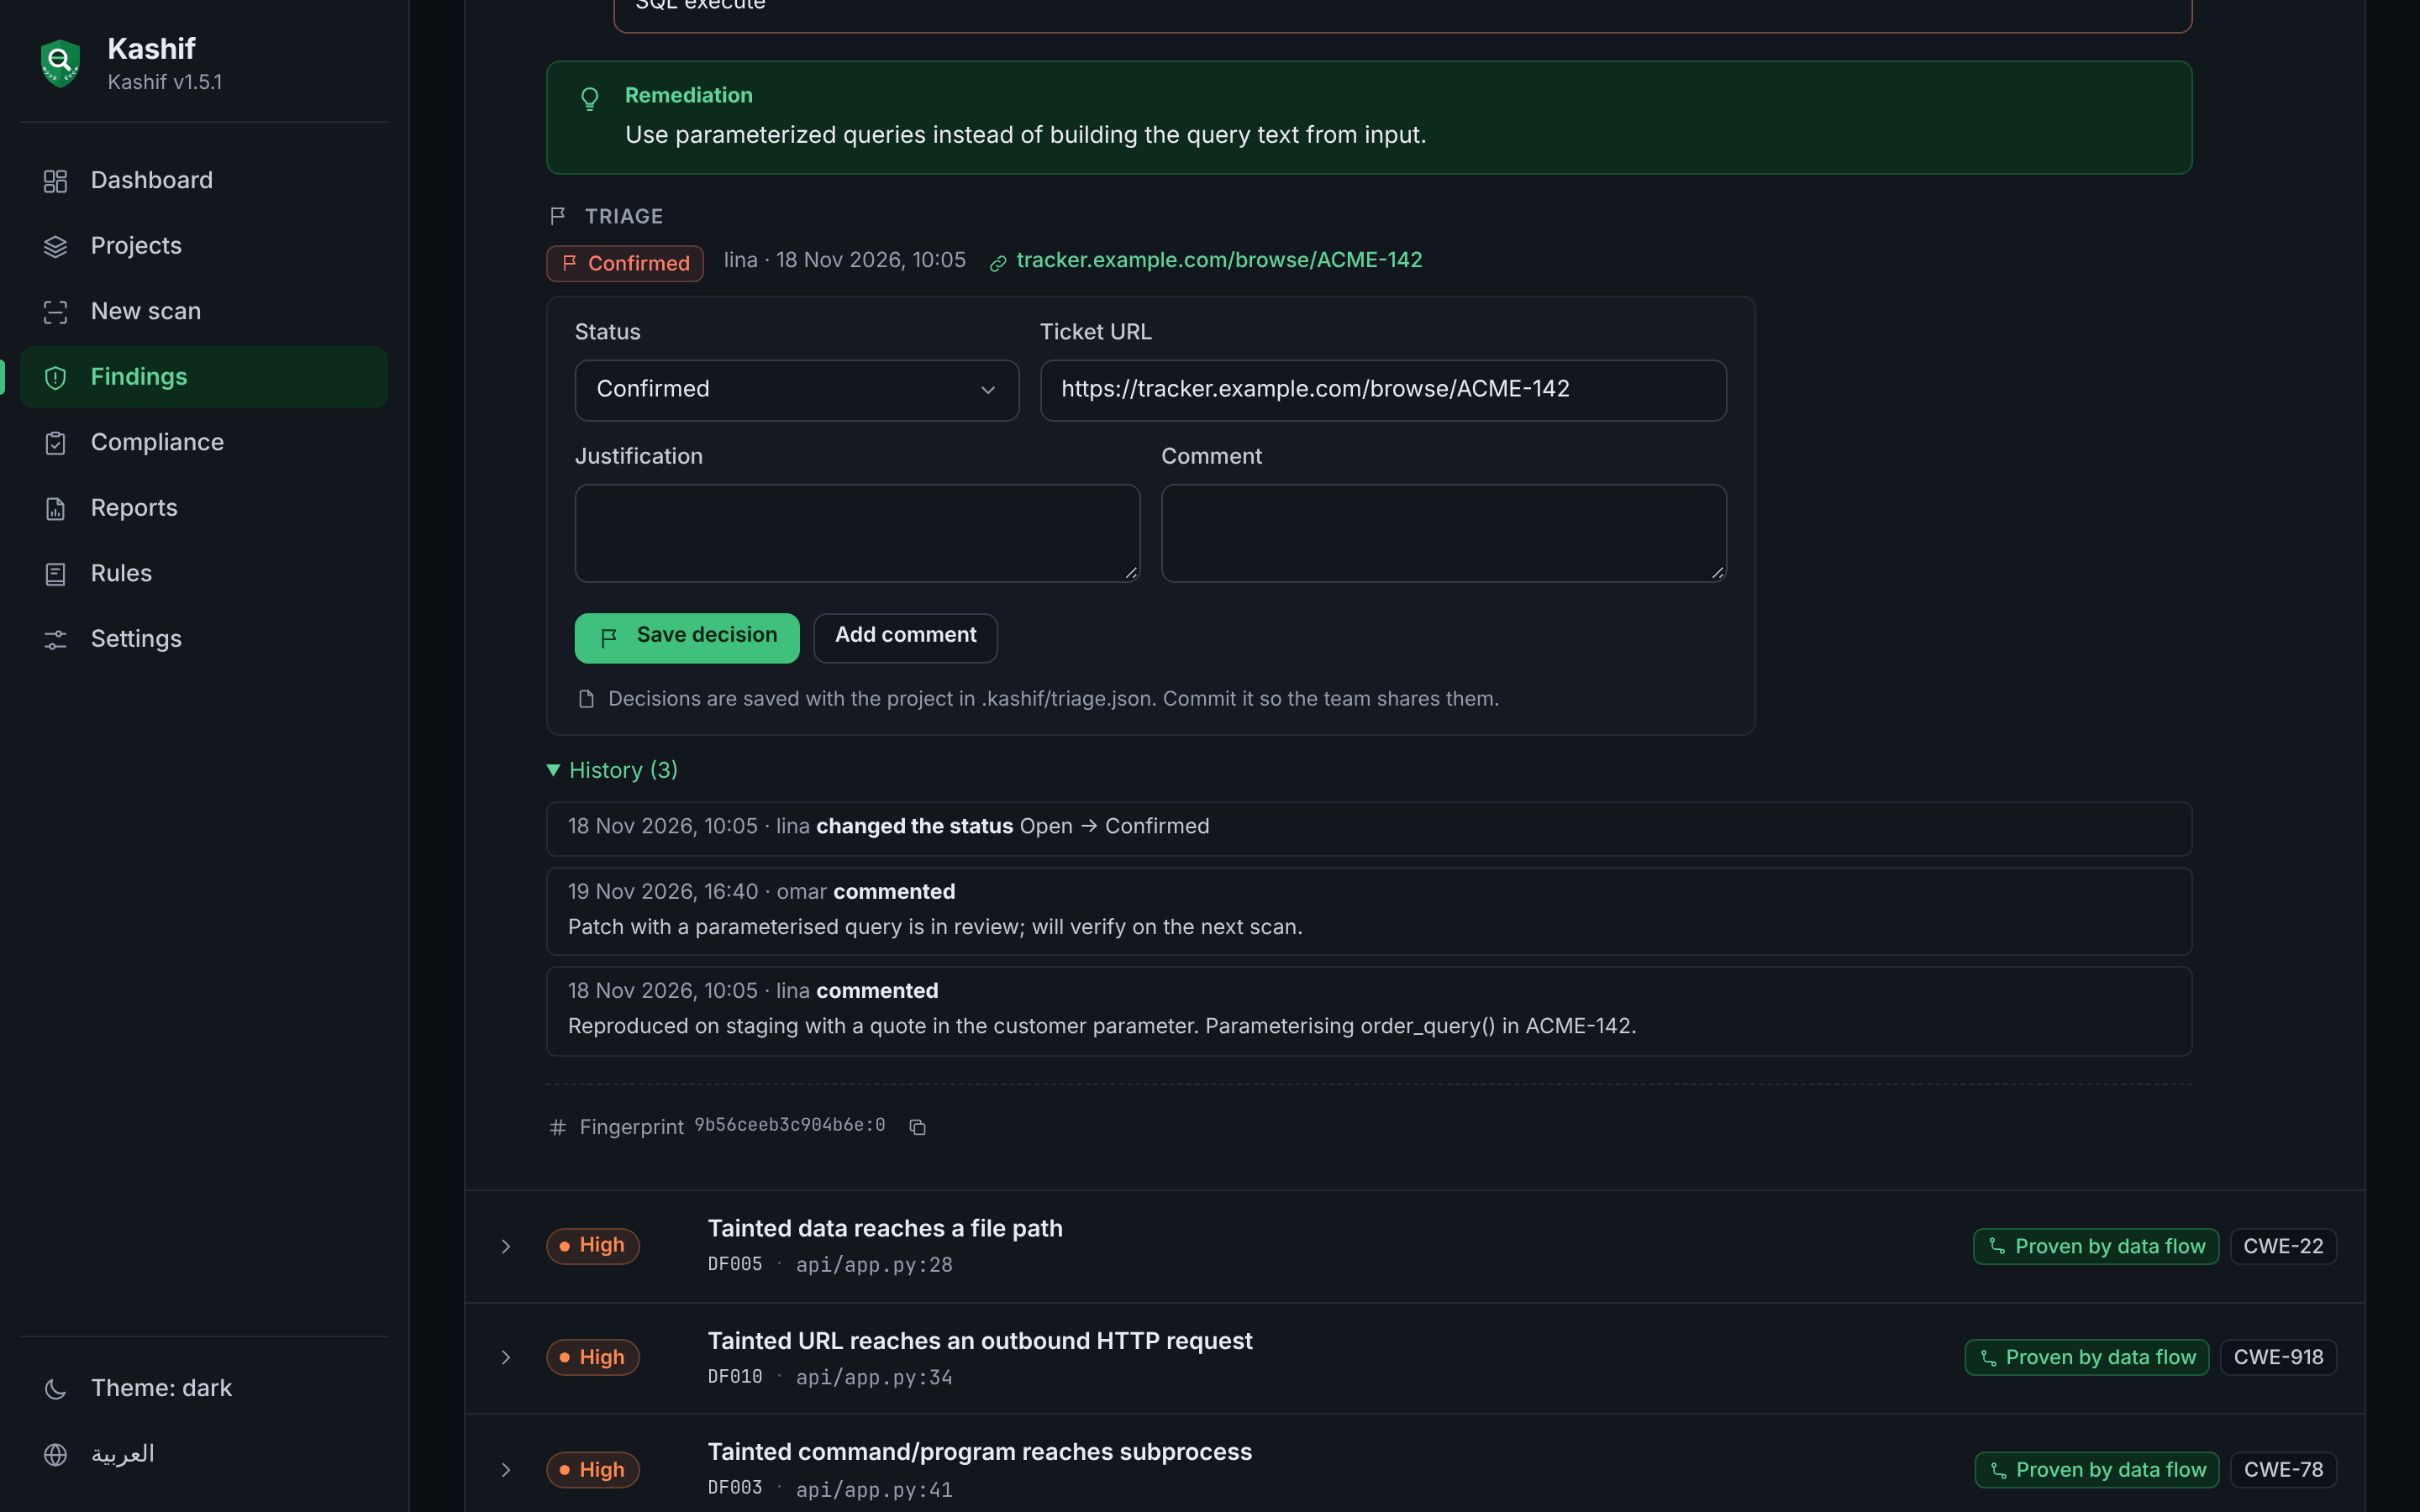 Kashif
Kashif v1.5.1
Dashboard
Projects
New scan
Findings
Compliance
Reports
Rules
Settings
Theme: dark
العربية
SQL execute
Remediation
Use parameterized queries instead of building the query text from input.
TRIAGE
Confirmed lina · 18 Nov 2026, 10:05 tracker.example.com/browse/ACME-142
Status Ticket URL
Confirmed https://tracker.example.com/browse/ACME-142
Justification Comment
Save decision Add comment
Decisions are saved with the project in .kashif/triage.json. Commit it so the team shares them.
History (3)
18 Nov 2026, 10:05 · lina changed the status Open → Confirmed
19 Nov 2026, 16:40 · omar commented
Patch with a parameterised query is in review; will verify on the next scan.
18 Nov 2026, 10:05 · lina commented
Reproduced on staging with a quote in the customer parameter. Parameterising order_query() in ACME-142.
Fingerprint 9b56ceeb3c904b6e:0
High Tainted data reaches a file path Proven by data flow CWE-22
DF005 · api/app.py:28
High Tainted URL reaches an outbound HTTP request Proven by data flow CWE-918
DF010 · api/app.py:34
High Tainted command/program reaches subprocess Proven by data flow CWE-78
DF003 · api/app.py:41